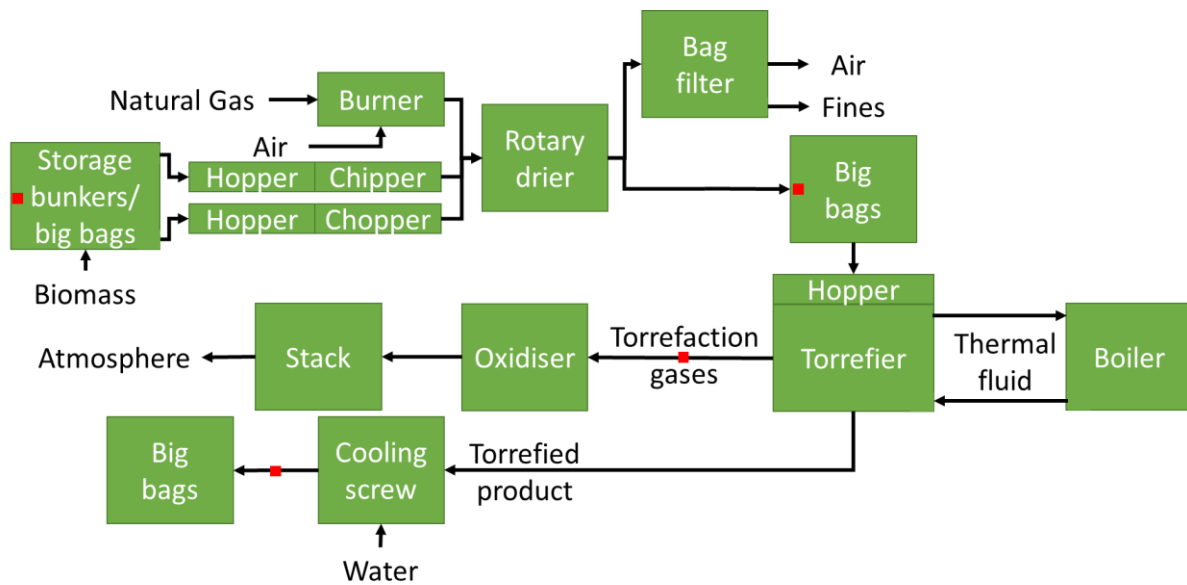 Natural Gas
Burner
Air
Storage
bunkers/
big bags
Hopper
Chipper
Hopper
Chopper
Biomass
Rotary
drier
Bag
filter
Air
Fines
Big
bags
Hopper
Torrefier
Thermal
fluid
Boiler
Torrefaction
gases
Oxidiser
Stack
Atmosphere
Torrefied
product
Cooling
screw
Water
Big
bags